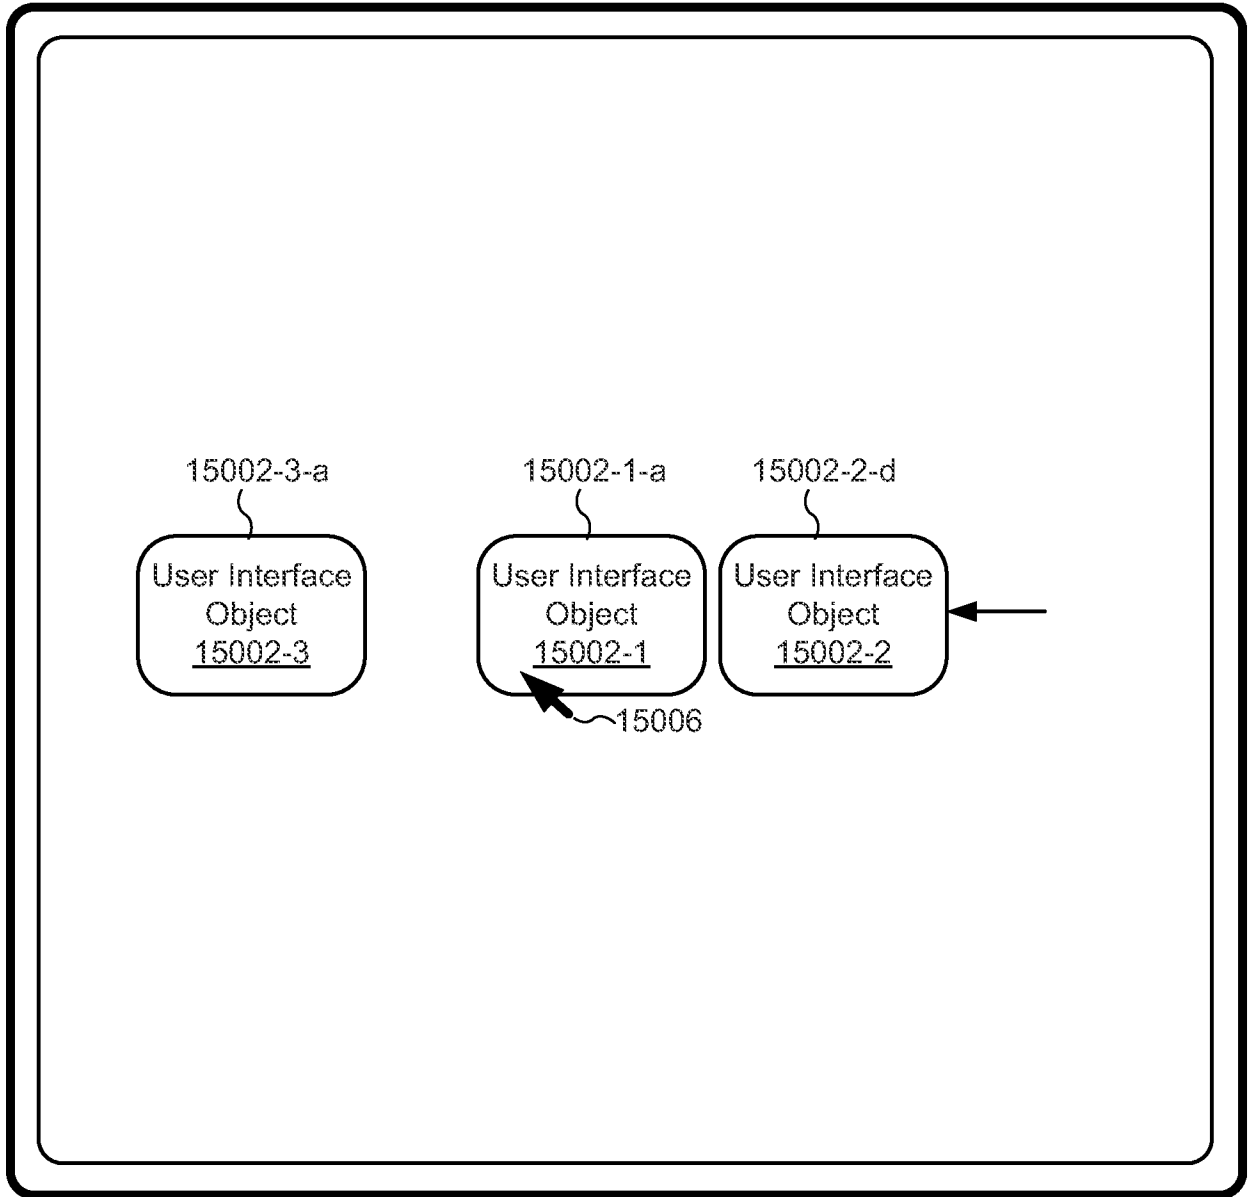 15002-3-a
15002-1-a
15002-2-d
User Interface
Object
15002-3
User Interface
Object
15002-1
User Interface
Object
15002-2
15006